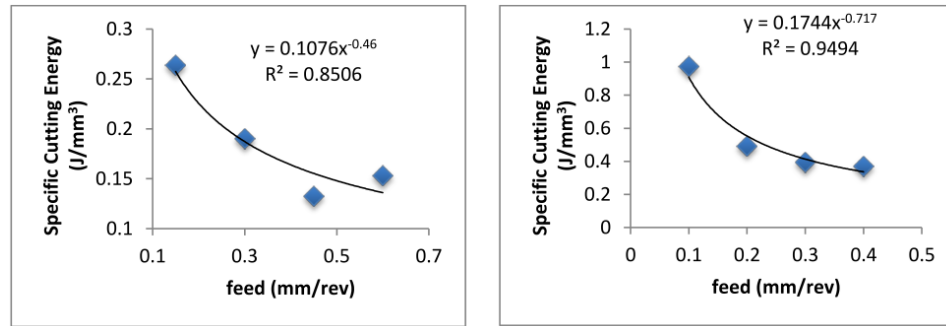 0.3
0.25
0.2
0.15
0.1
0.1
0.3
0.5
0.7
Specific Cutting Energy
(J/mm³)
feed (mm/rev)
y = 0.1076x⁻⁰·⁴⁶
R² = 0.8506
1.2
1
0.8
0.6
0.4
0.2
0
0
0.1
0.2
0.3
0.4
0.5
Specific Cutting Energy
(J/mm³)
feed (mm/rev)
y = 0.1744x⁻⁰·⁷¹⁷
R² = 0.9494